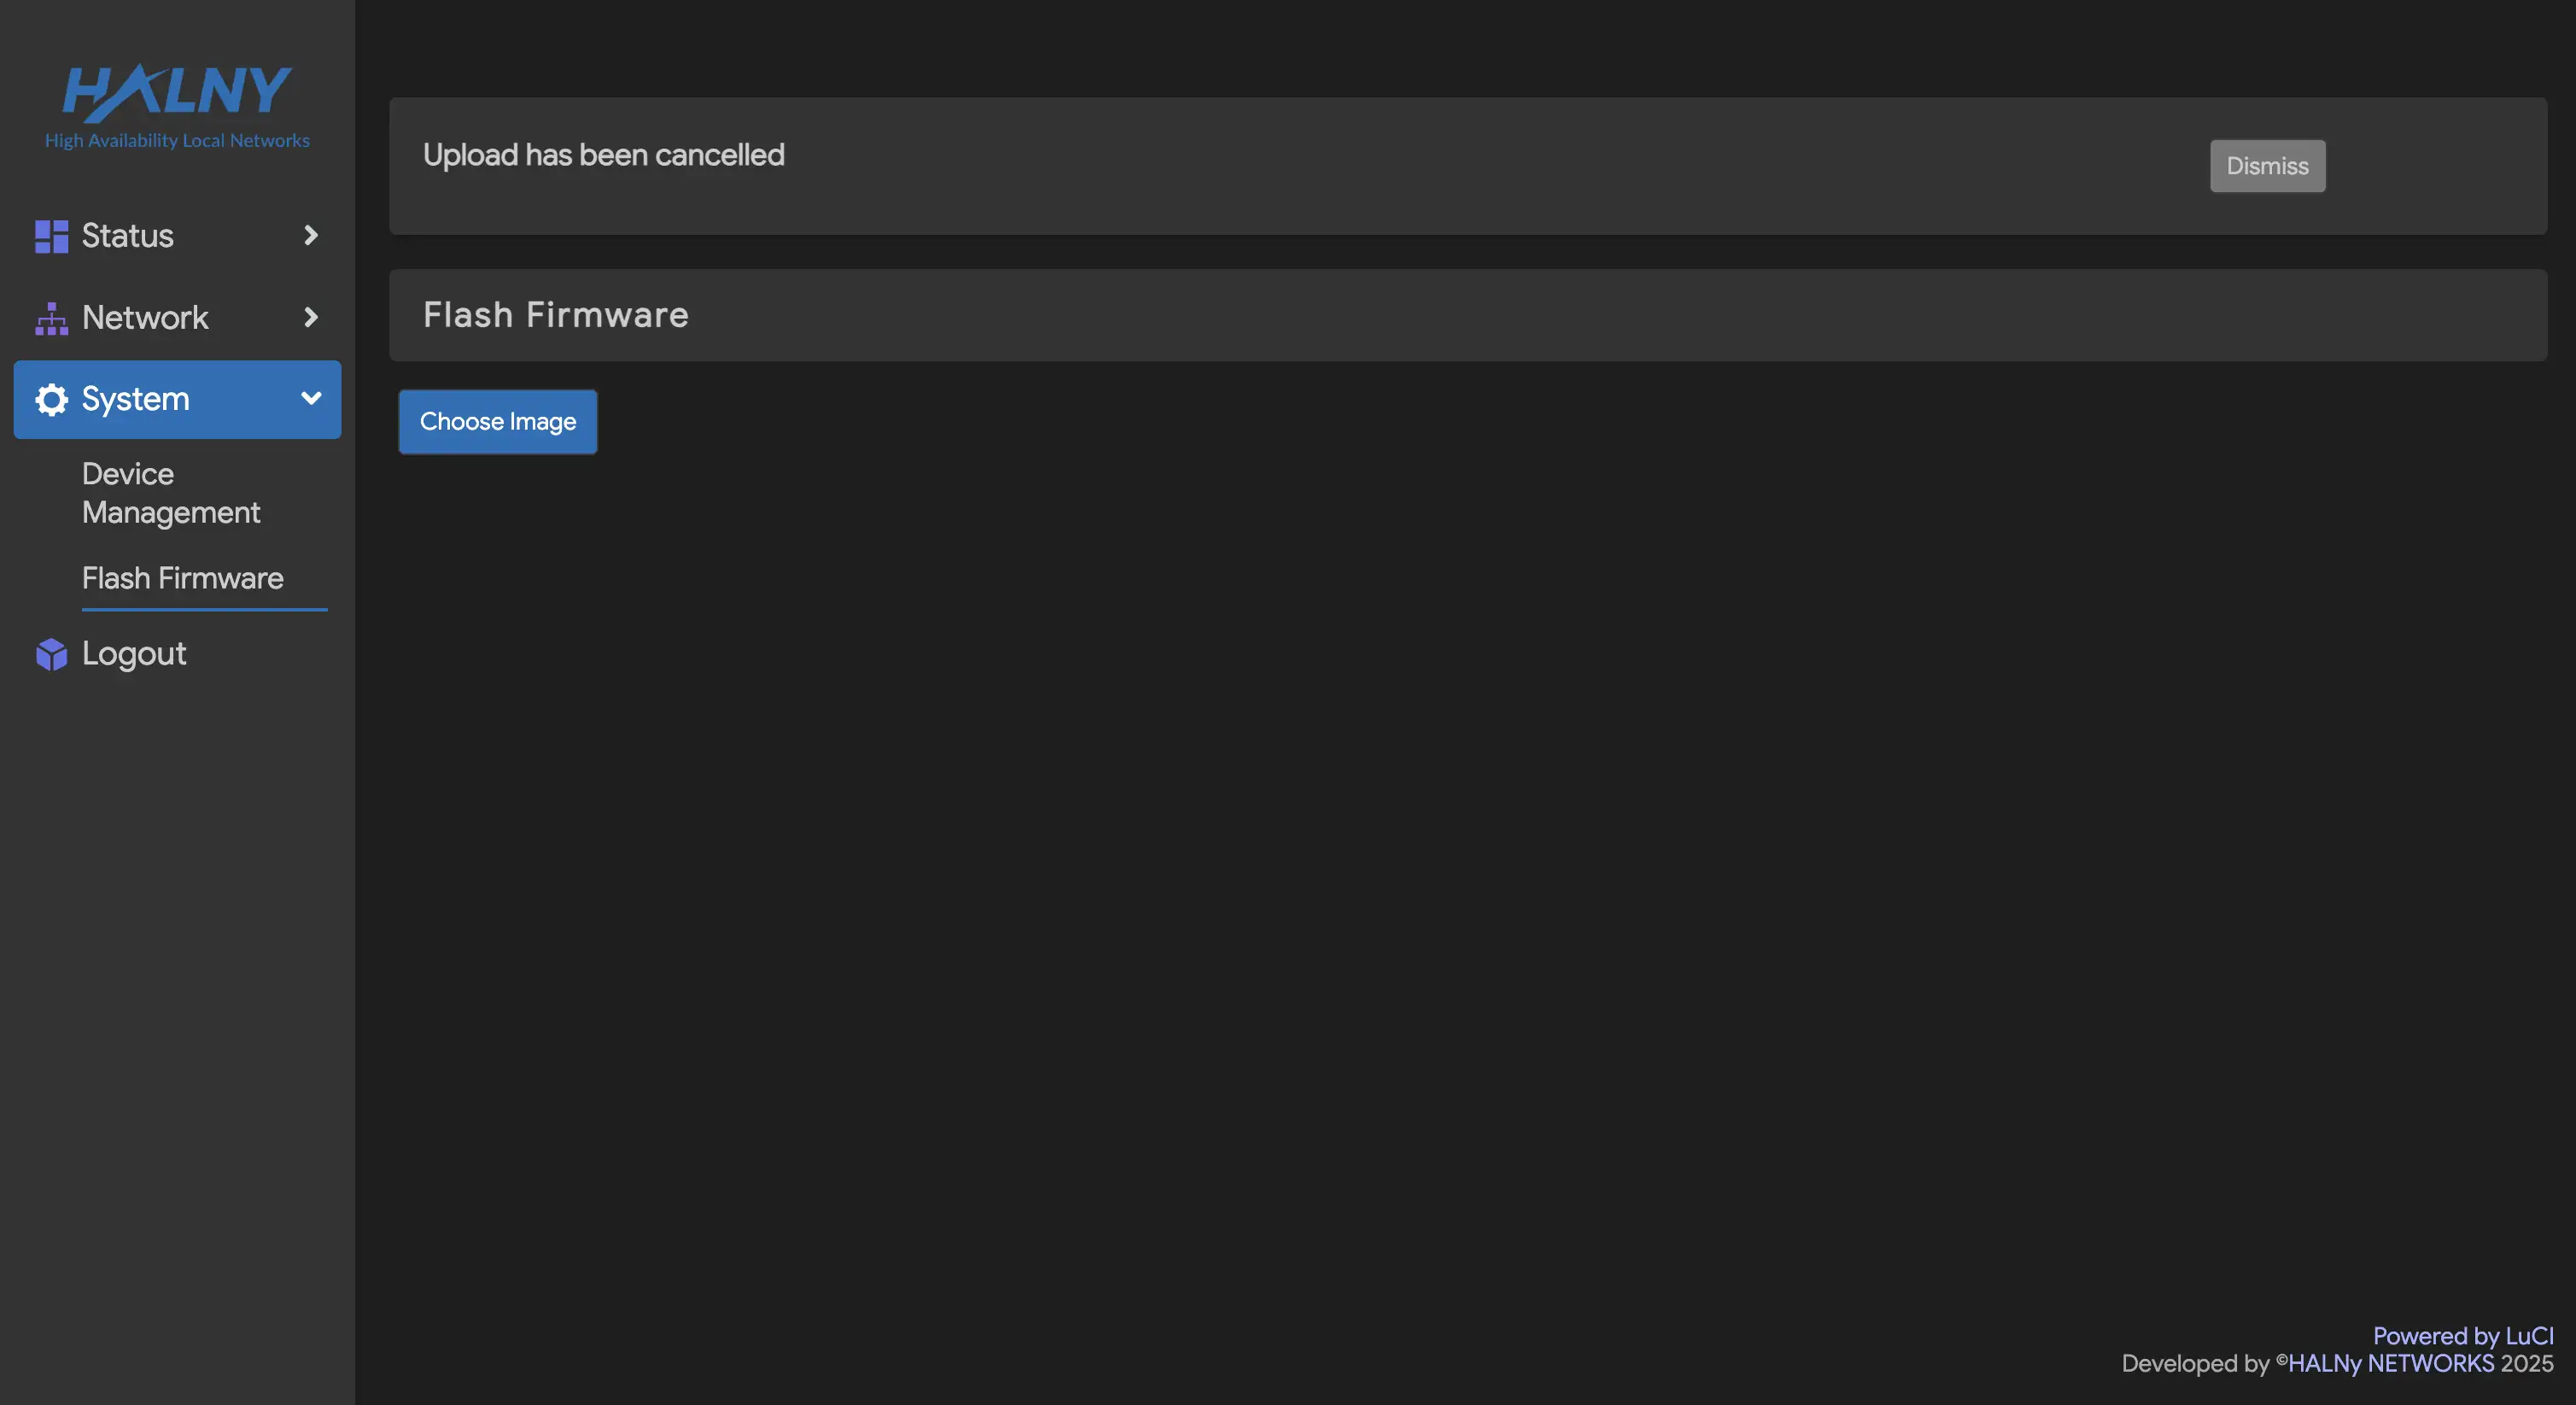 HALNY
High Availability Local Networks
Status
Network
System
Device
Management
Flash Firmware
Logout
Upload has been cancelled
Dismiss
Flash Firmware
Choose Image
Powered by LuCI
Developed by ©HALNy NETWORKS 2025